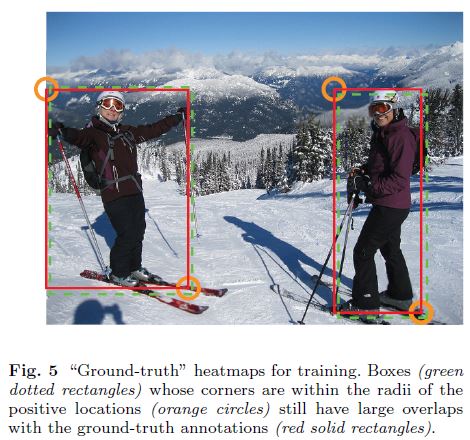 Fig. 5 “Ground-truth” heatmaps for training. Boxes (green
dotted rectangles) whose corners are within the radii of the
positive locations (orange circles) still have large overlaps
with the ground-truth annotations (red solid rectangles).